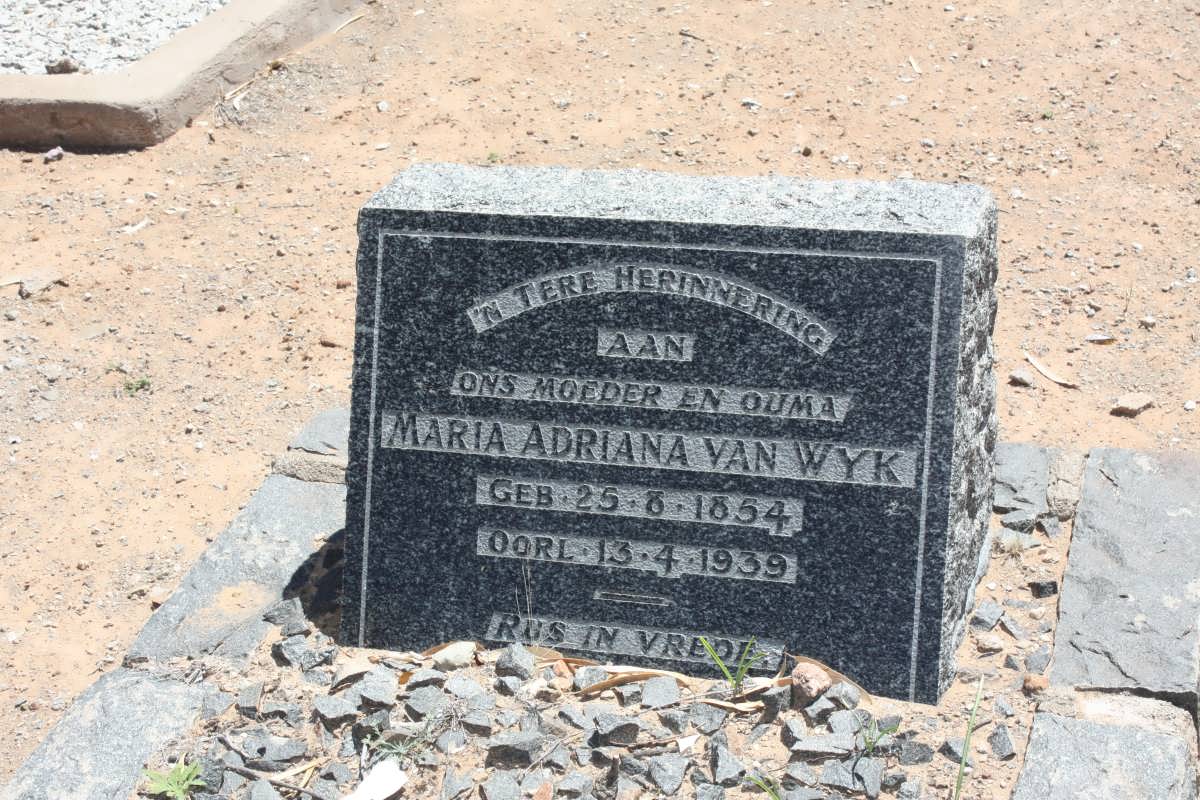 'N TERE HERINNERING
AAN
ONS MOEDER EN OUMA
MARIA ADRIANA VAN WYK
GEB · 25 · 8 · 1854
OORL · 13 · 4 · 1939
RUS IN VREDE